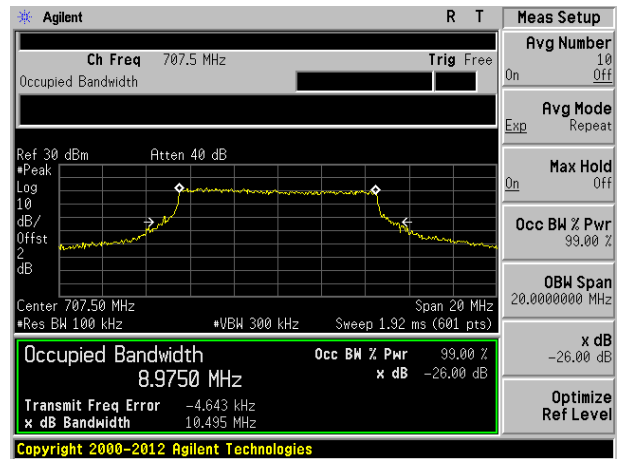 Agilent R T
Ch Freq 707.5 MHz Trig Free
Occupied Bandwidth
Ref 30 dBm Atten 40 dB
#Peak
Log
10
dB/
Offst
2
dB
Center 707.50 MHz Span 20 MHz
#Res BW 100 kHz #VBW 300 kHz Sweep 1.92 ms (601 pts)
Occupied Bandwidth Occ BW % Pwr 99.00 %
8.9750 MHz x dB -26.00 dB
Transmit Freq Error -4.643 kHz
x dB Bandwidth 10.495 MHz
Copyright 2000-2012 Agilent Technologies
Meas Setup
Avg Number
10
On Off
Avg Mode
Exp Repeat
Max Hold
On Off
Occ BW % Pwr
99.00 %
OBW Span
20.0000000 MHz
x dB
-26.00 dB
Optimize
Ref Level